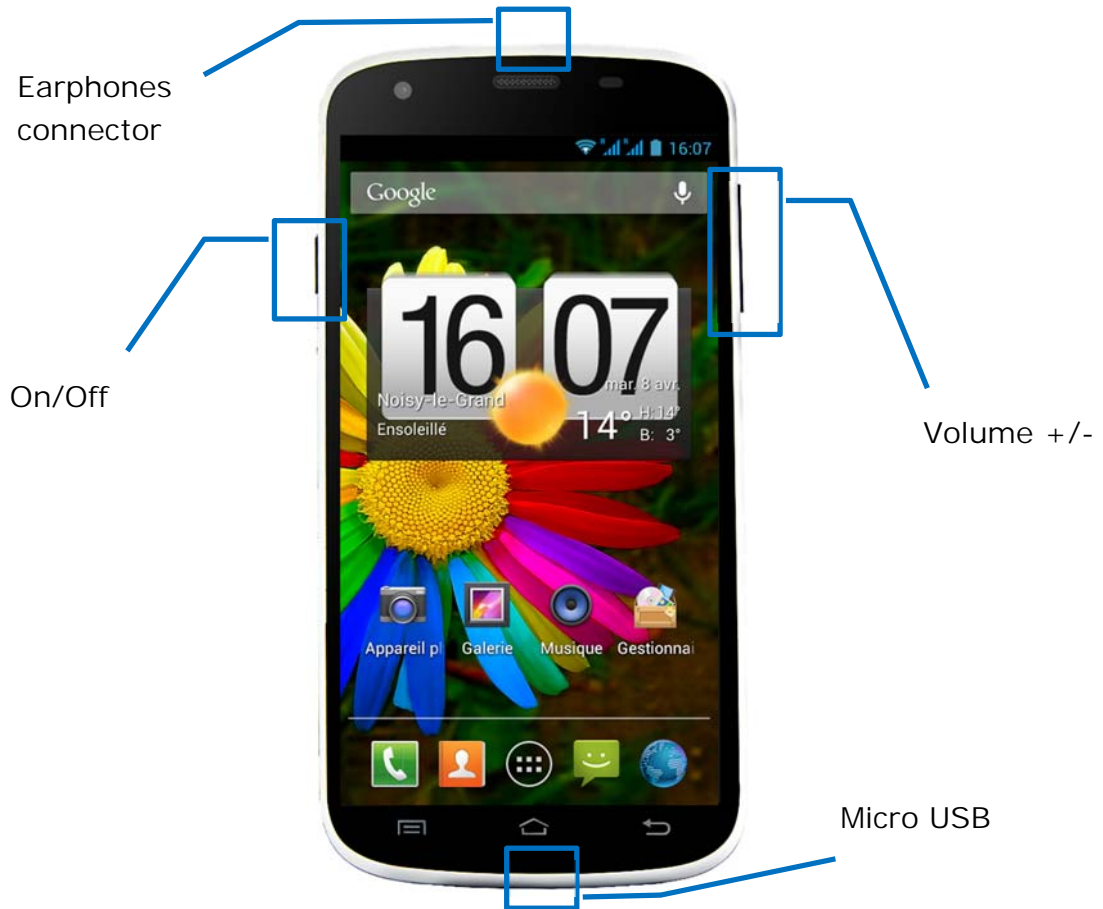 Earphones
connector
16:07
Google
16 07
mar. 8 avr.
Noisy-le-Grand
14° H: 14°
Ensoleillé
B: 3°
On/Off
Volume +/-
Appareil pl Galerie Musique Gestionnai
Micro USB